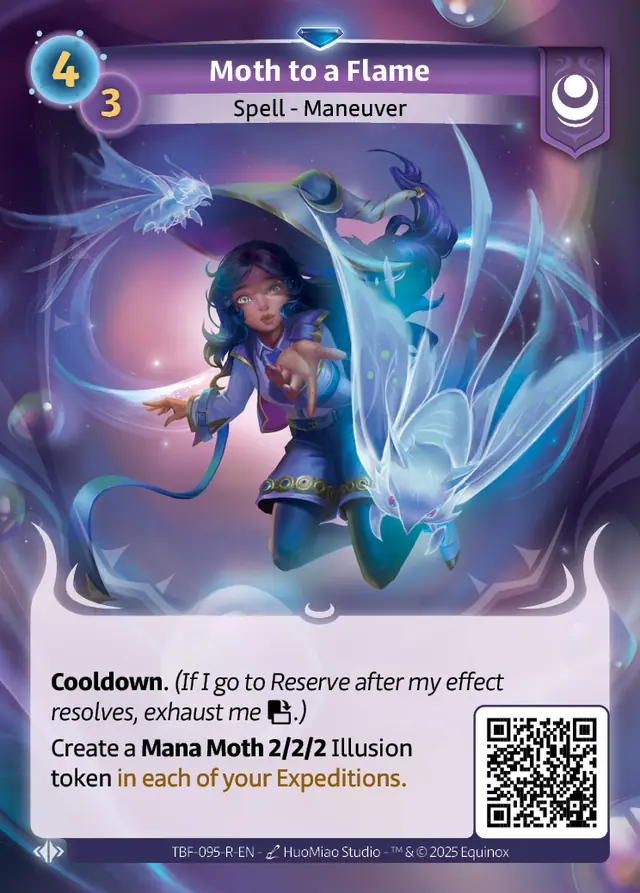 4
Moth to a Flame
3
Spell - Maneuver
Cooldown. (If I go to Reserve after my effect
resolves, exhaust me .)
Create a Mana Moth 2/2/2 Illusion
token in each of your Expeditions.
TBF-095-R-EN - HuoMiao Studio - ™ & © 2025 Equinox